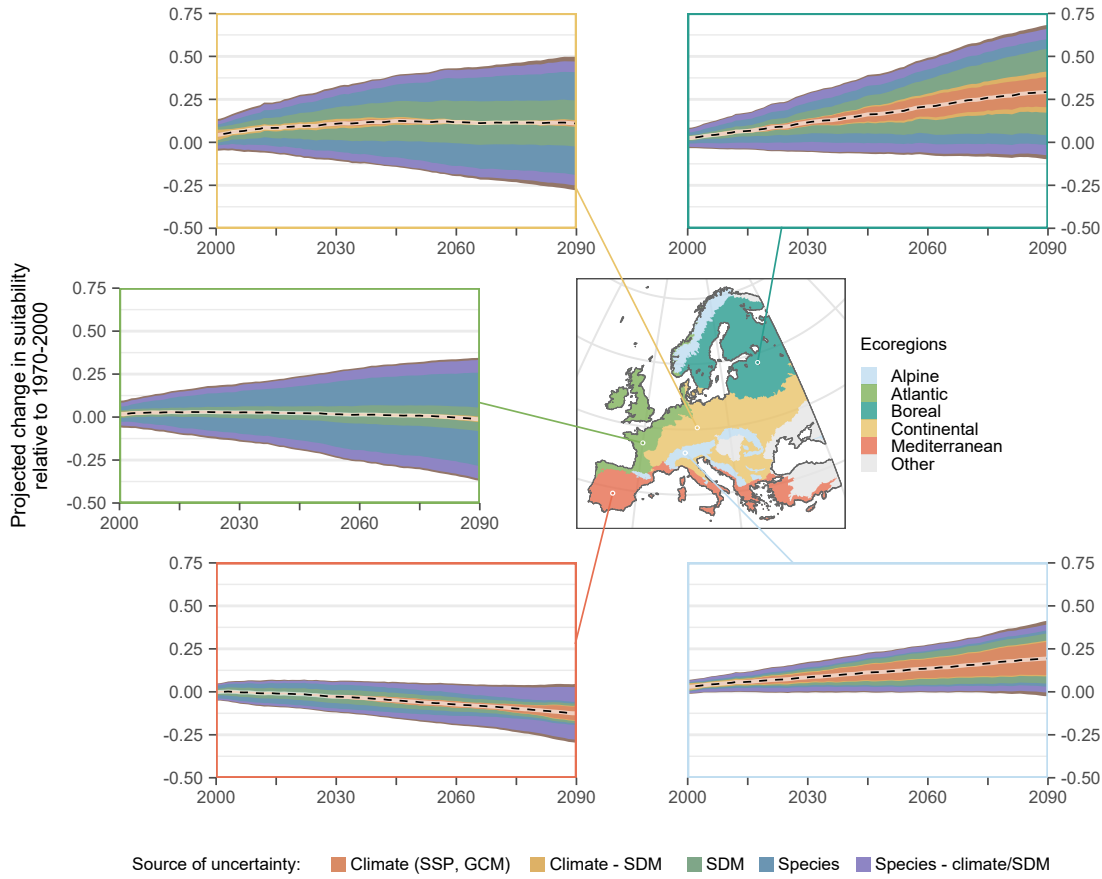 0.75
0.50
0.25
0.00
-0.25
-0.50
2000 2030 2060 2090
0.75
0.50
0.25
0.00
-0.25
-0.50
2000 2030 2060 2090
Projected change in suitability
relative to 1970-2000
0.75
0.50
0.25
0.00
-0.25
-0.50
2000 2030 2060 2090
Ecoregions
Alpine
Atlantic
Boreal
Continental
Mediterranean
Other
0.75
0.50
0.25
0.00
-0.25
-0.50
2000 2030 2060 2090
0.75
0.50
0.25
0.00
-0.25
-0.50
2000 2030 2060 2090
Source of uncertainty: Climate (SSP, GCM) Climate - SDM SDM Species Species - climate/SDM